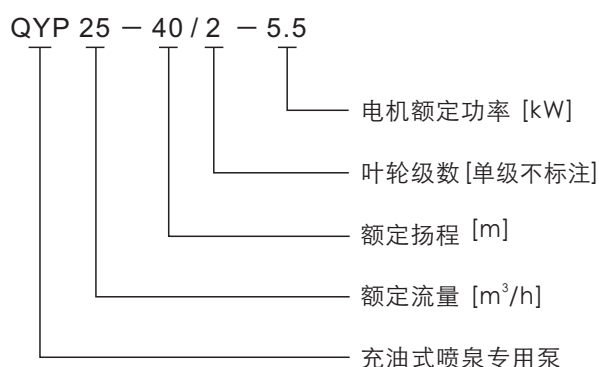 QYP 25 － 40 / 2 － 5.5
电机额定功率 [kW]
叶轮级数 [单级不标注]
额定扬程 [m]
额定流量 [m³/h]
充油式喷泉专用泵